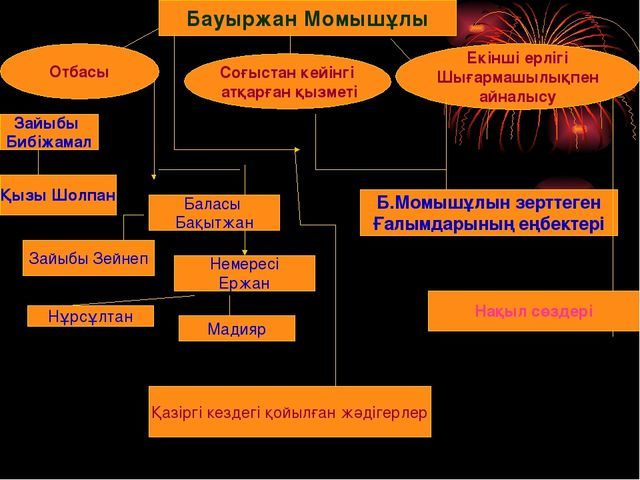 Бауыржан Момышұлы
Отбасы
Соғыстан кейінгі
атқарған қызметі
Екінші ерлігі
Шығармашылықпен
айналысу
Зайыбы
Бибіжамал
Қызы Шолпан
Баласы
Бақытжан
Б.Момышұлын зерттеген
Ғалымдарының еңбектері
Зайыбы Зейнеп
Немересі
Ержан
Нұрсұлтан
Мадияр
Нақыл сөздері
Қазіргі кездегі қойылған жәдігерлер